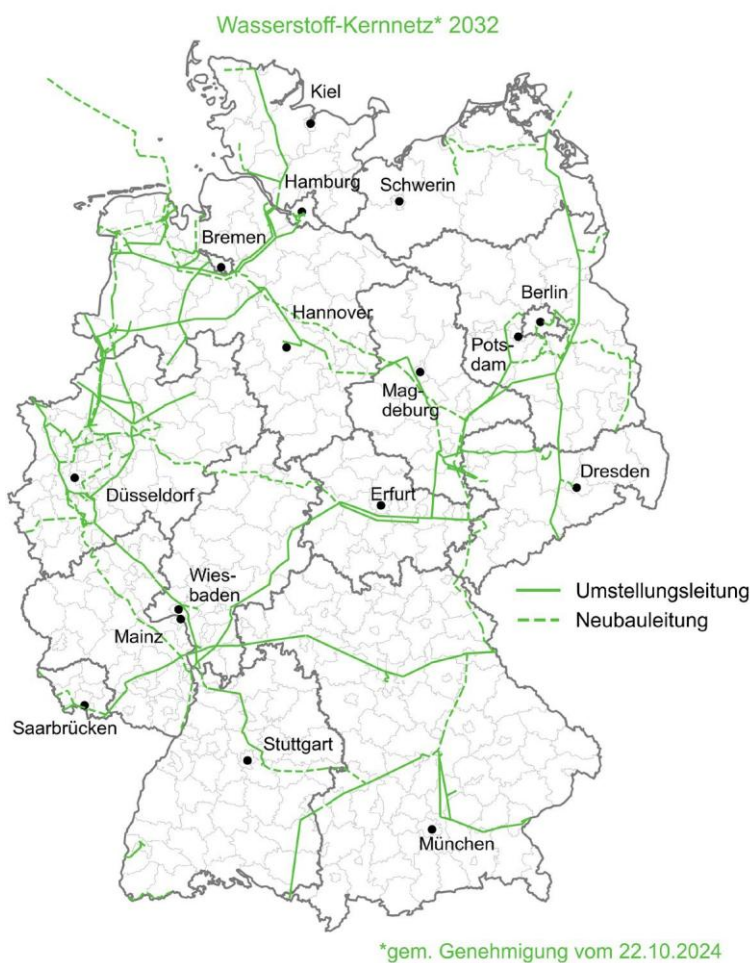 Wasserstoff-Kernnetz* 2032
Kiel
Hamburg
Schwerin
Bremen
Hannover
Berlin
Pots-
dam
Mag-
deburg
Düsseldorf
Erfurt
Dresden
Wies-
baden
Mainz
Umstellungsleitung
Neubauleitung
Saarbrücken
Stuttgart
München
*gem. Genehmigung vom 22.10.2024